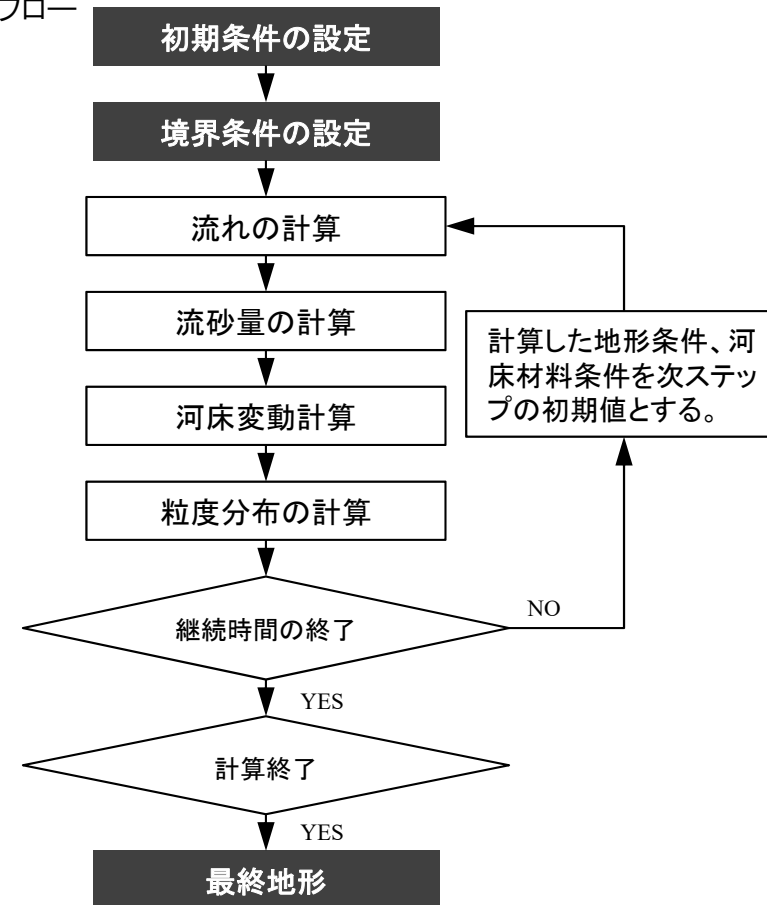 フロー
初期条件の設定
境界条件の設定
流れの計算
流砂量の計算
計算した地形条件、河
床材料条件を次ステッ
プの初期値とする。
河床変動計算
粒度分布の計算
継続時間の終了
NO
YES
計算終了
YES
最終地形